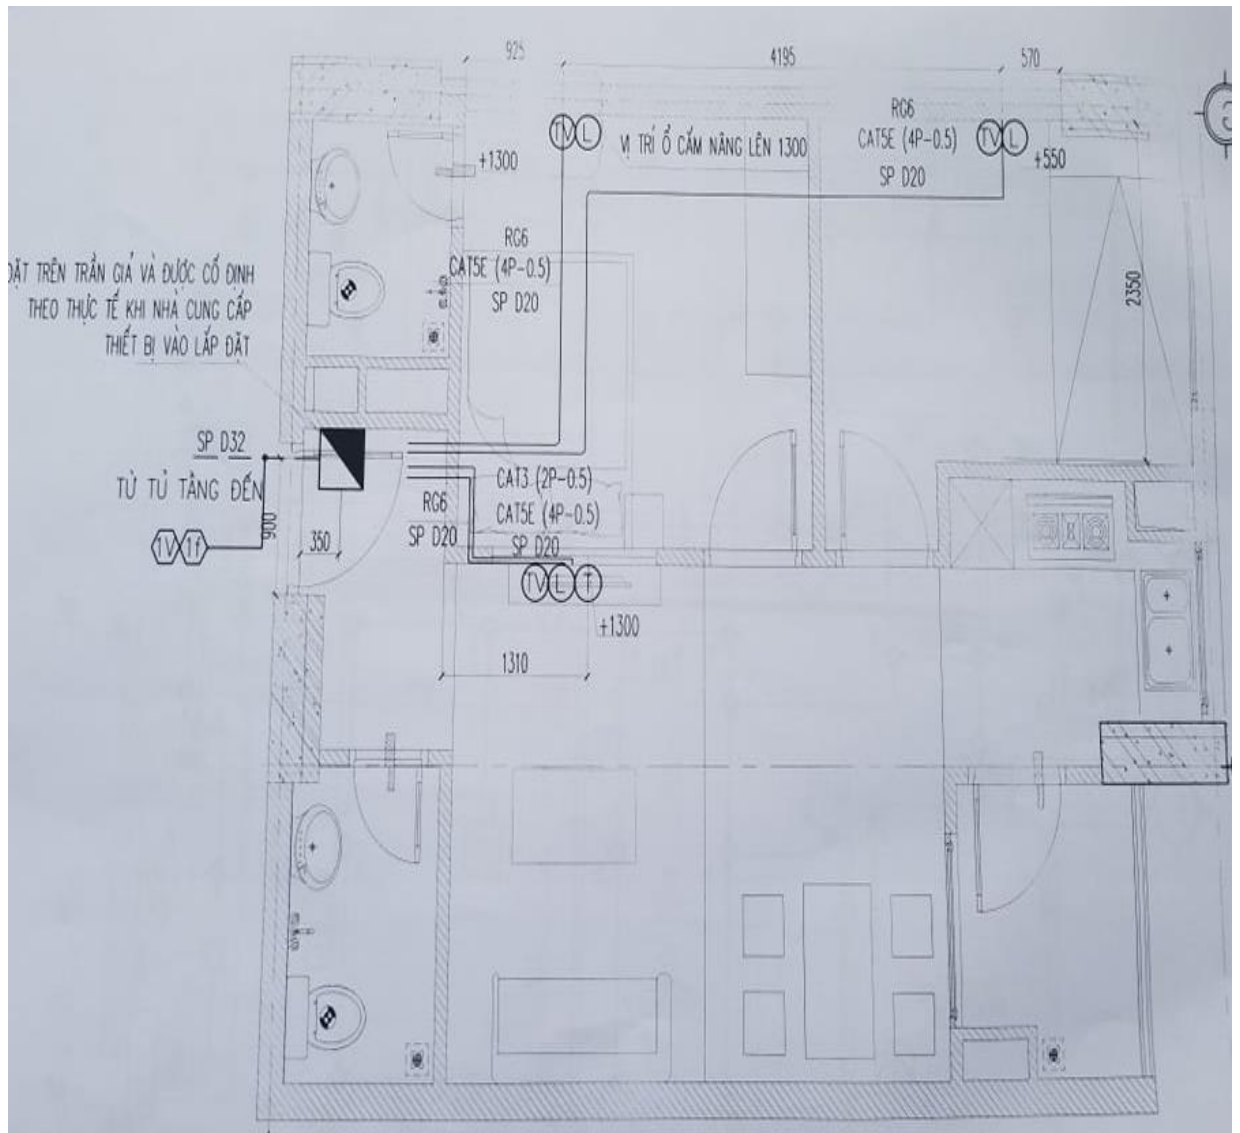 925
4195
570
RG6
CAT5E (4P-0.5)
SP D20
TV L
+550
TV L
VỊ TRÍ Ổ CẮM NÂNG LÊN 1300
+1300
RG6
CAT5E (4P-0.5)
SP D20
2350
ĐẶT TRÊN TRẦN GIẢ VÀ ĐƯỢC CỐ ĐỊNH
THEO THỰC TẾ KHI NHÀ CUNG CẤP
THIẾT BỊ VÀO LẮP ĐẶT
SP D32
TỪ TỦ TẦNG ĐẾN
1V 1f
900
350
RG6
SP D20
CAT3 (2P-0.5)
CAT5E (4P-0.5)
SP D20
TV L T
+1300
1310